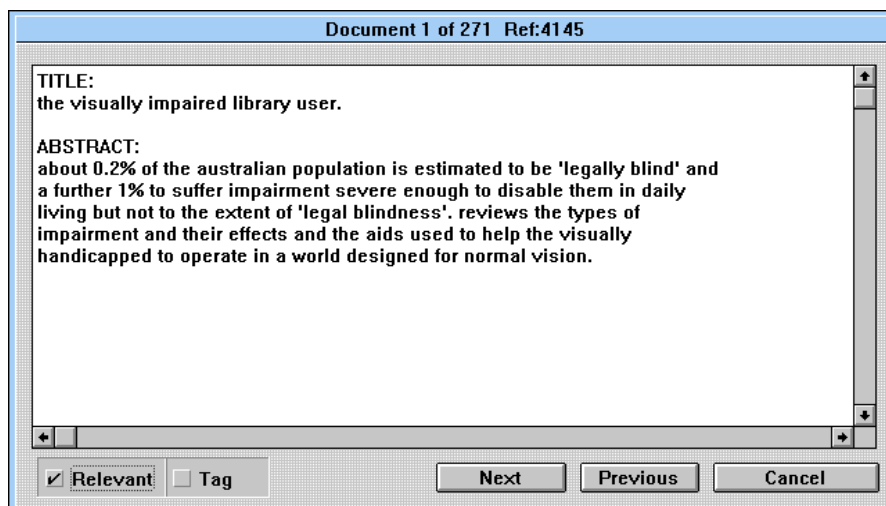 Document 1 of 271 Ref:4145
TITLE:
the visually impaired library user.
ABSTRACT:
about 0.2% of the australian population is estimated to be 'legally blind' and
a further 1% to suffer impairment severe enough to disable them in daily
living but not to the extent of 'legal blindness'. reviews the types of
impairment and their effects and the aids used to help the visually
handicapped to operate in a world designed for normal vision.
Relevant Tag Next Previous Cancel